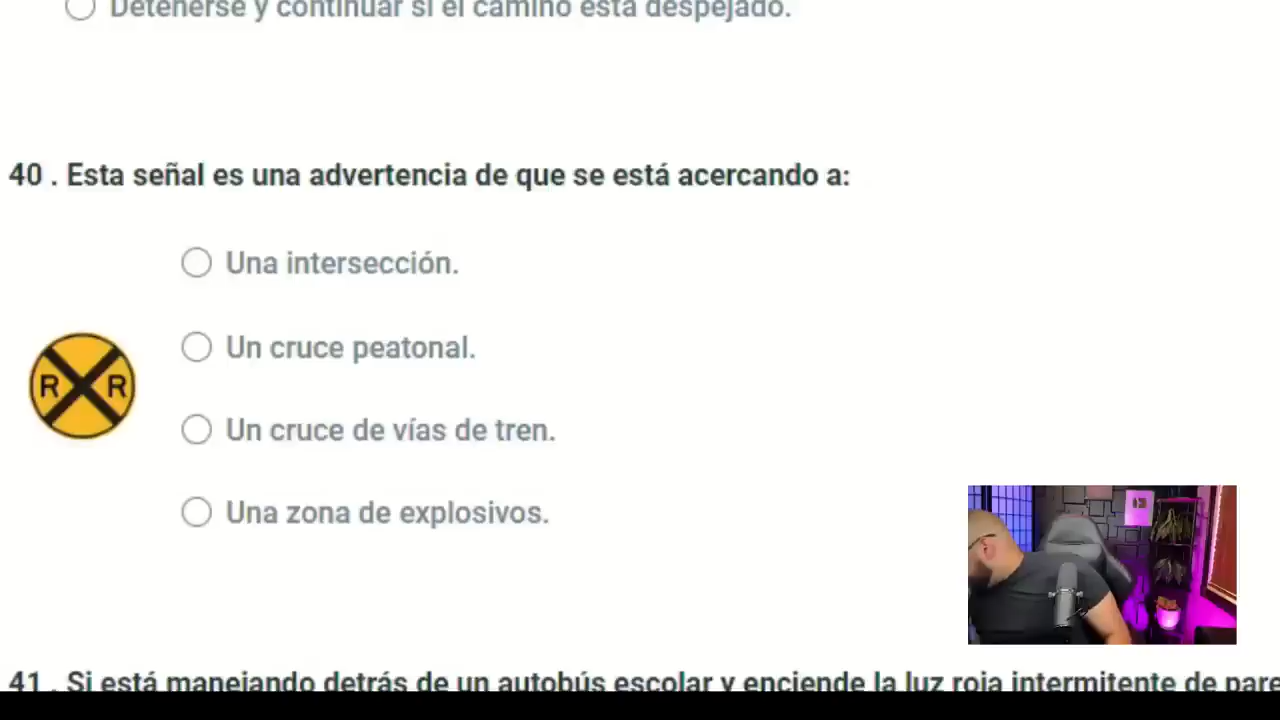 Detenerse y continuar si el camino está despejado.
40 . Esta señal es una advertencia de que se está acercando a:
Una intersección.
Un cruce peatonal.
R R
Un cruce de vías de tren.
Una zona de explosivos.
41 . Si está manejando detrás de un autobús escolar y enciende la luz roja intermitente de pare